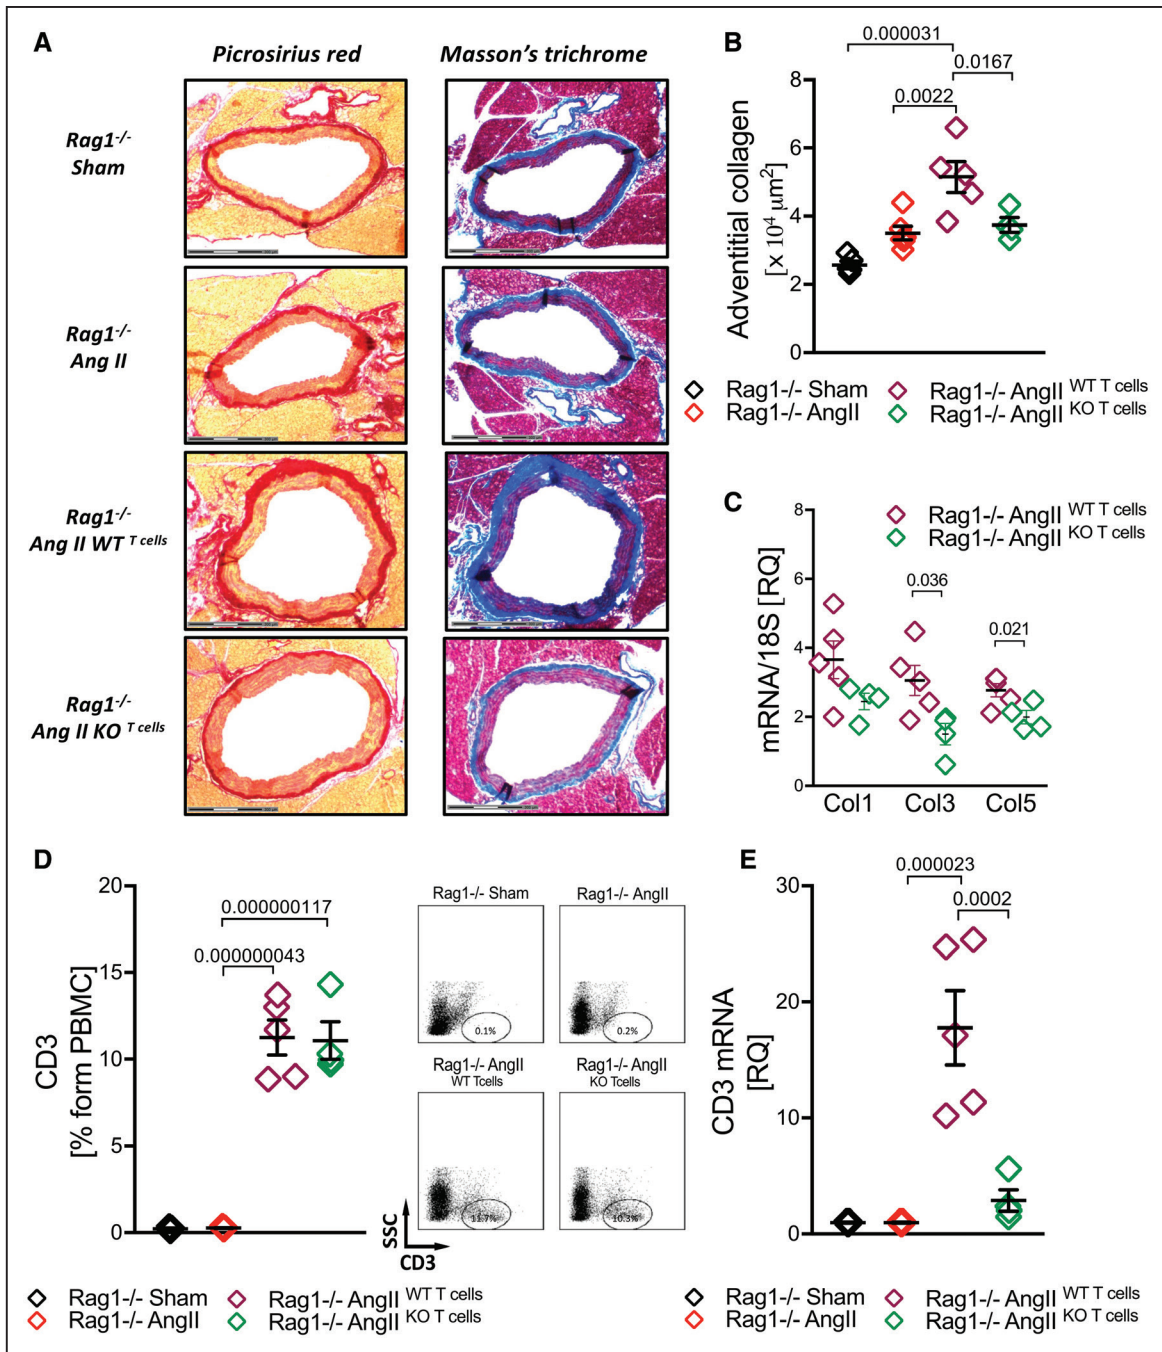 A
Picrosirius red
Masson's trichrome
Rag1-/-
Sham
Rag1-/-
Ang II
Rag1-/-
Ang II WT T cells
Rag1-/-
Ang II KO T cells
B
0.000031
0.0167
0.0022
8
6
4
2
0
Adventitial collagen
[x 10⁴ µm²]
Rag1-/- Sham
Rag1-/- AngII
Rag1-/- AngII WT T cells
Rag1-/- AngII KO T cells
C
Rag1-/- AngII WT T cells
Rag1-/- AngII KO T cells
8
6
4
2
0
mRNA/18S [RQ]
0.036
0.021
Col1
Col3
Col5
D
20
15
10
5
0
CD3
[% form PBMC]
0.000000117
0.000000043
Rag1-/- Sham
Rag1-/- AngII
0.1%
0.2%
Rag1-/- AngII
WT Tcells
Rag1-/- AngII
KO Tcells
11.7%
10.3%
SSC
CD3
Rag1-/- Sham
Rag1-/- AngII
Rag1-/- AngII WT T cells
Rag1-/- AngII KO T cells
E
0.000023
0.0002
30
20
10
0
CD3 mRNA
[RQ]
Rag1-/- Sham
Rag1-/- AngII
Rag1-/- AngII WT T cells
Rag1-/- AngII KO T cells